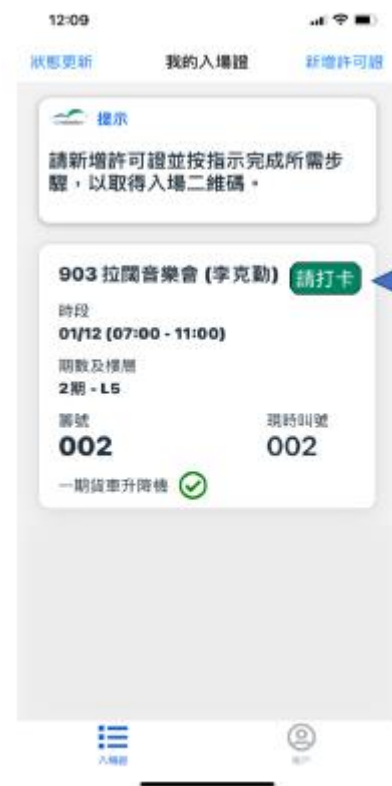 12:09
狀態更新 我的入場證 新增許可證
提示
請新增許可證並按指示完成所需步
驟，以取得入場二維碼。
903 拉闊音樂會 (李克勤) 請打卡
時段
01/12 (07:00 - 11:00)
期數及樓層
2期 - L5
籌號 現時叫號
002 002
一期貨車升降機
入場證 帳戶